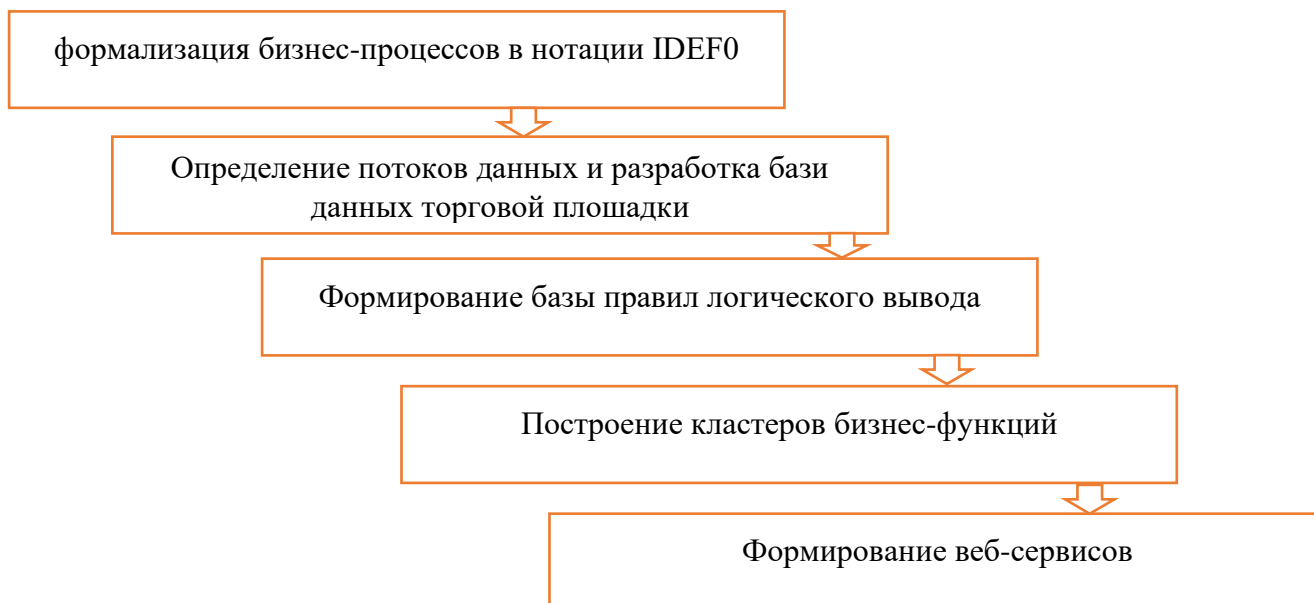 формализация бизнес-процессов в нотации IDEF0
Определение потоков данных и разработка бази
данных торговой плошадки
Формирование базы правил логического вывода
Построение кластеров бизнес-функций
Формирование веб-сервисов